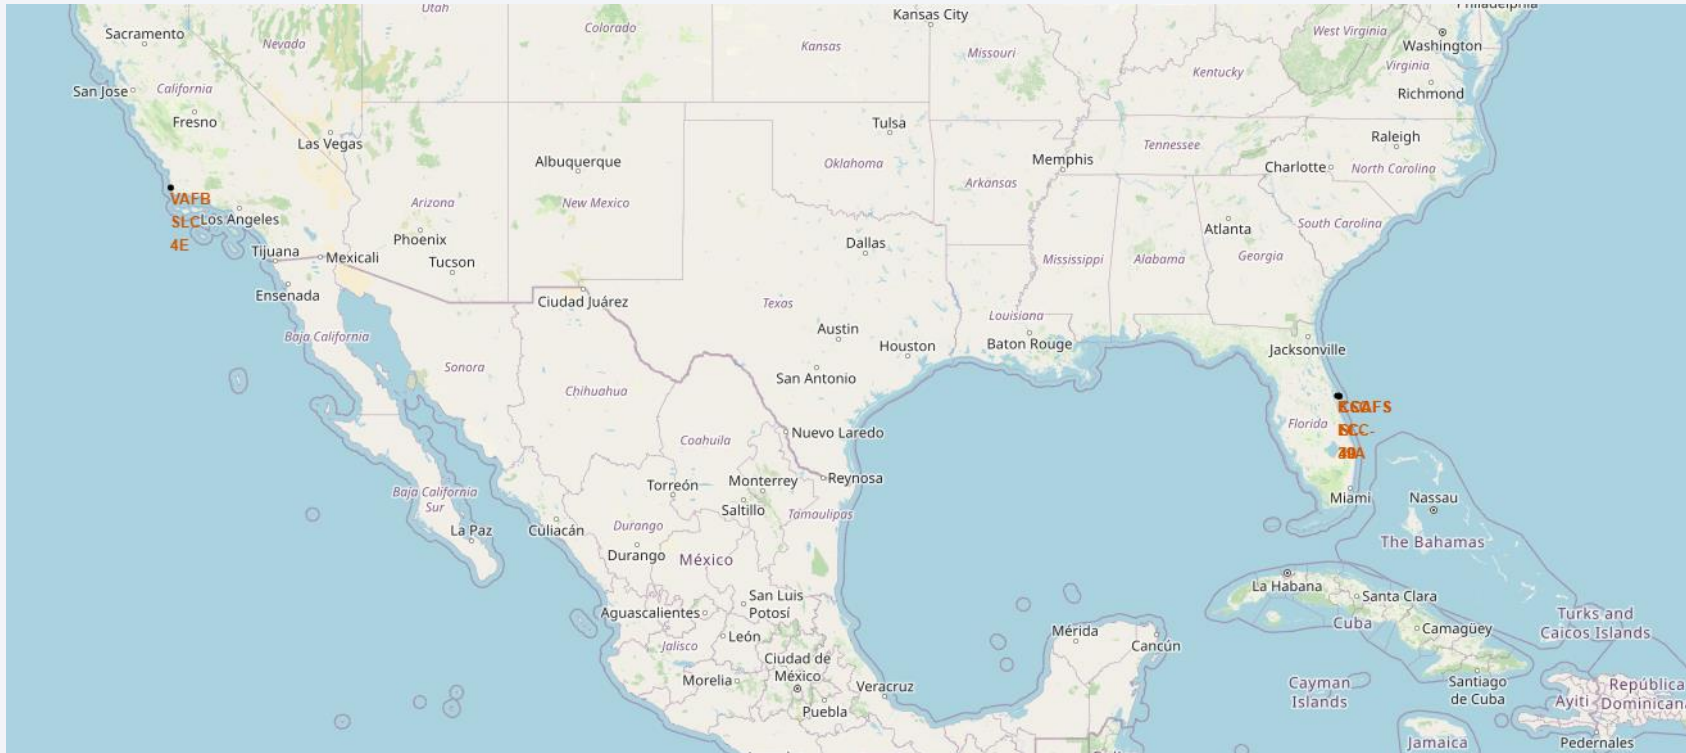 Utah
Colorado
Kansas City
Philadelphia
Sacramento
Nevada
Kansas
Missouri
West Virginia
Washington
Kentucky
Virginia
San Jose
California
Richmond
Fresno
Las Vegas
Tulsa
Raleigh
Albuquerque
Oklahoma
Memphis
Tennessee
Charlotte
North Carolina
Arkansas
VAFB
SLC-
4E
Los Angeles
Arizona
New Mexico
South Carolina
Phoenix
Dallas
Atlanta
Tijuana
Mexicali
Tucson
Mississippi
Alabama
Georgia
Ensenada
Ciudad Juárez
Texas
Louisiana
Baja California
Austin
Houston
Baton Rouge
Jacksonville
Sonora
Chihuahua
San Antonio
Florida
Coahuila
Nuevo Laredo
Torreón
Monterrey
Reynosa
Baja California
Sur
Saltillo
Tamaulipas
Miami
Nassau
La Paz
Culiacán
Durango
Durango
México
The Bahamas
La Habana
Santa Clara
Aguascalientes
San Luis
Potosí
Turks and
Caicos Islands
León
Mérida
Cuba
Camagüey
Jalisco
Cancún
Ciudad de
México
Morelia
Veracruz
Cayman
Islands
Santiago
de Cuba
Puebla
Ayiti
República
Dominicana
Jamaica
Pedernales